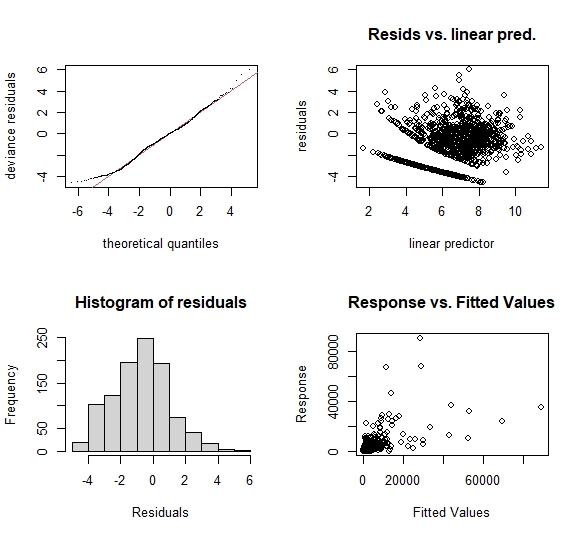 deviance residuals
6
4
2
0
-4
-6 -4 -2 0 2 4
theoretical quantiles
Resids vs. linear pred.
residuals
6
4
2
0
-4
2 4 6 8 10
linear predictor
Histogram of residuals
Frequency
250
150
50
0
-4 -2 0 2 4 6
Residuals
Response vs. Fitted Values
Response
80000
40000
0
0 20000 60000
Fitted Values